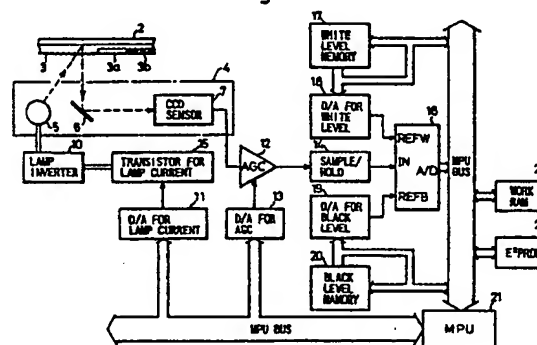 2
3
3a
3b
4
5
6
7
CCD
SENSOR
10
LAMP
INVERTER
15
TRANSISTOR FOR
LAMP CURRENT
11
D/A FOR
LAMP CURRENT
12
AGC
13
D/A FOR
AGC
17
WHITE
LEVEL
MEMORY
18
D/A FOR
WHITE
LEVEL
SAMPLE/
HOLD
19
D/A FOR
BLACK
LEVEL
20
BLACK
LEVEL
MEMORY
16
REFW
IN
A/D
REFB
MPU BUS
WORK
RAM
E²PROM
MPU BUS
21
MPU